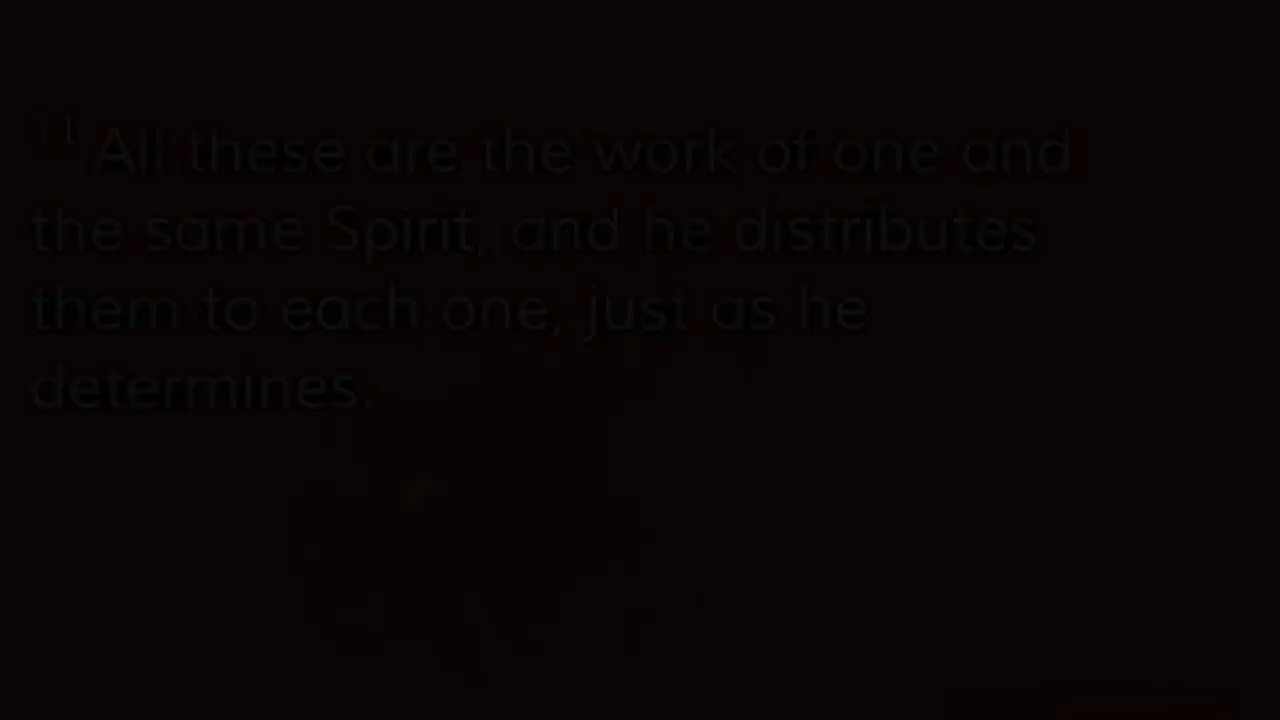 11 All these are the work of one and
the same Spirit, and he distributes
them to each one, just as he
determines.